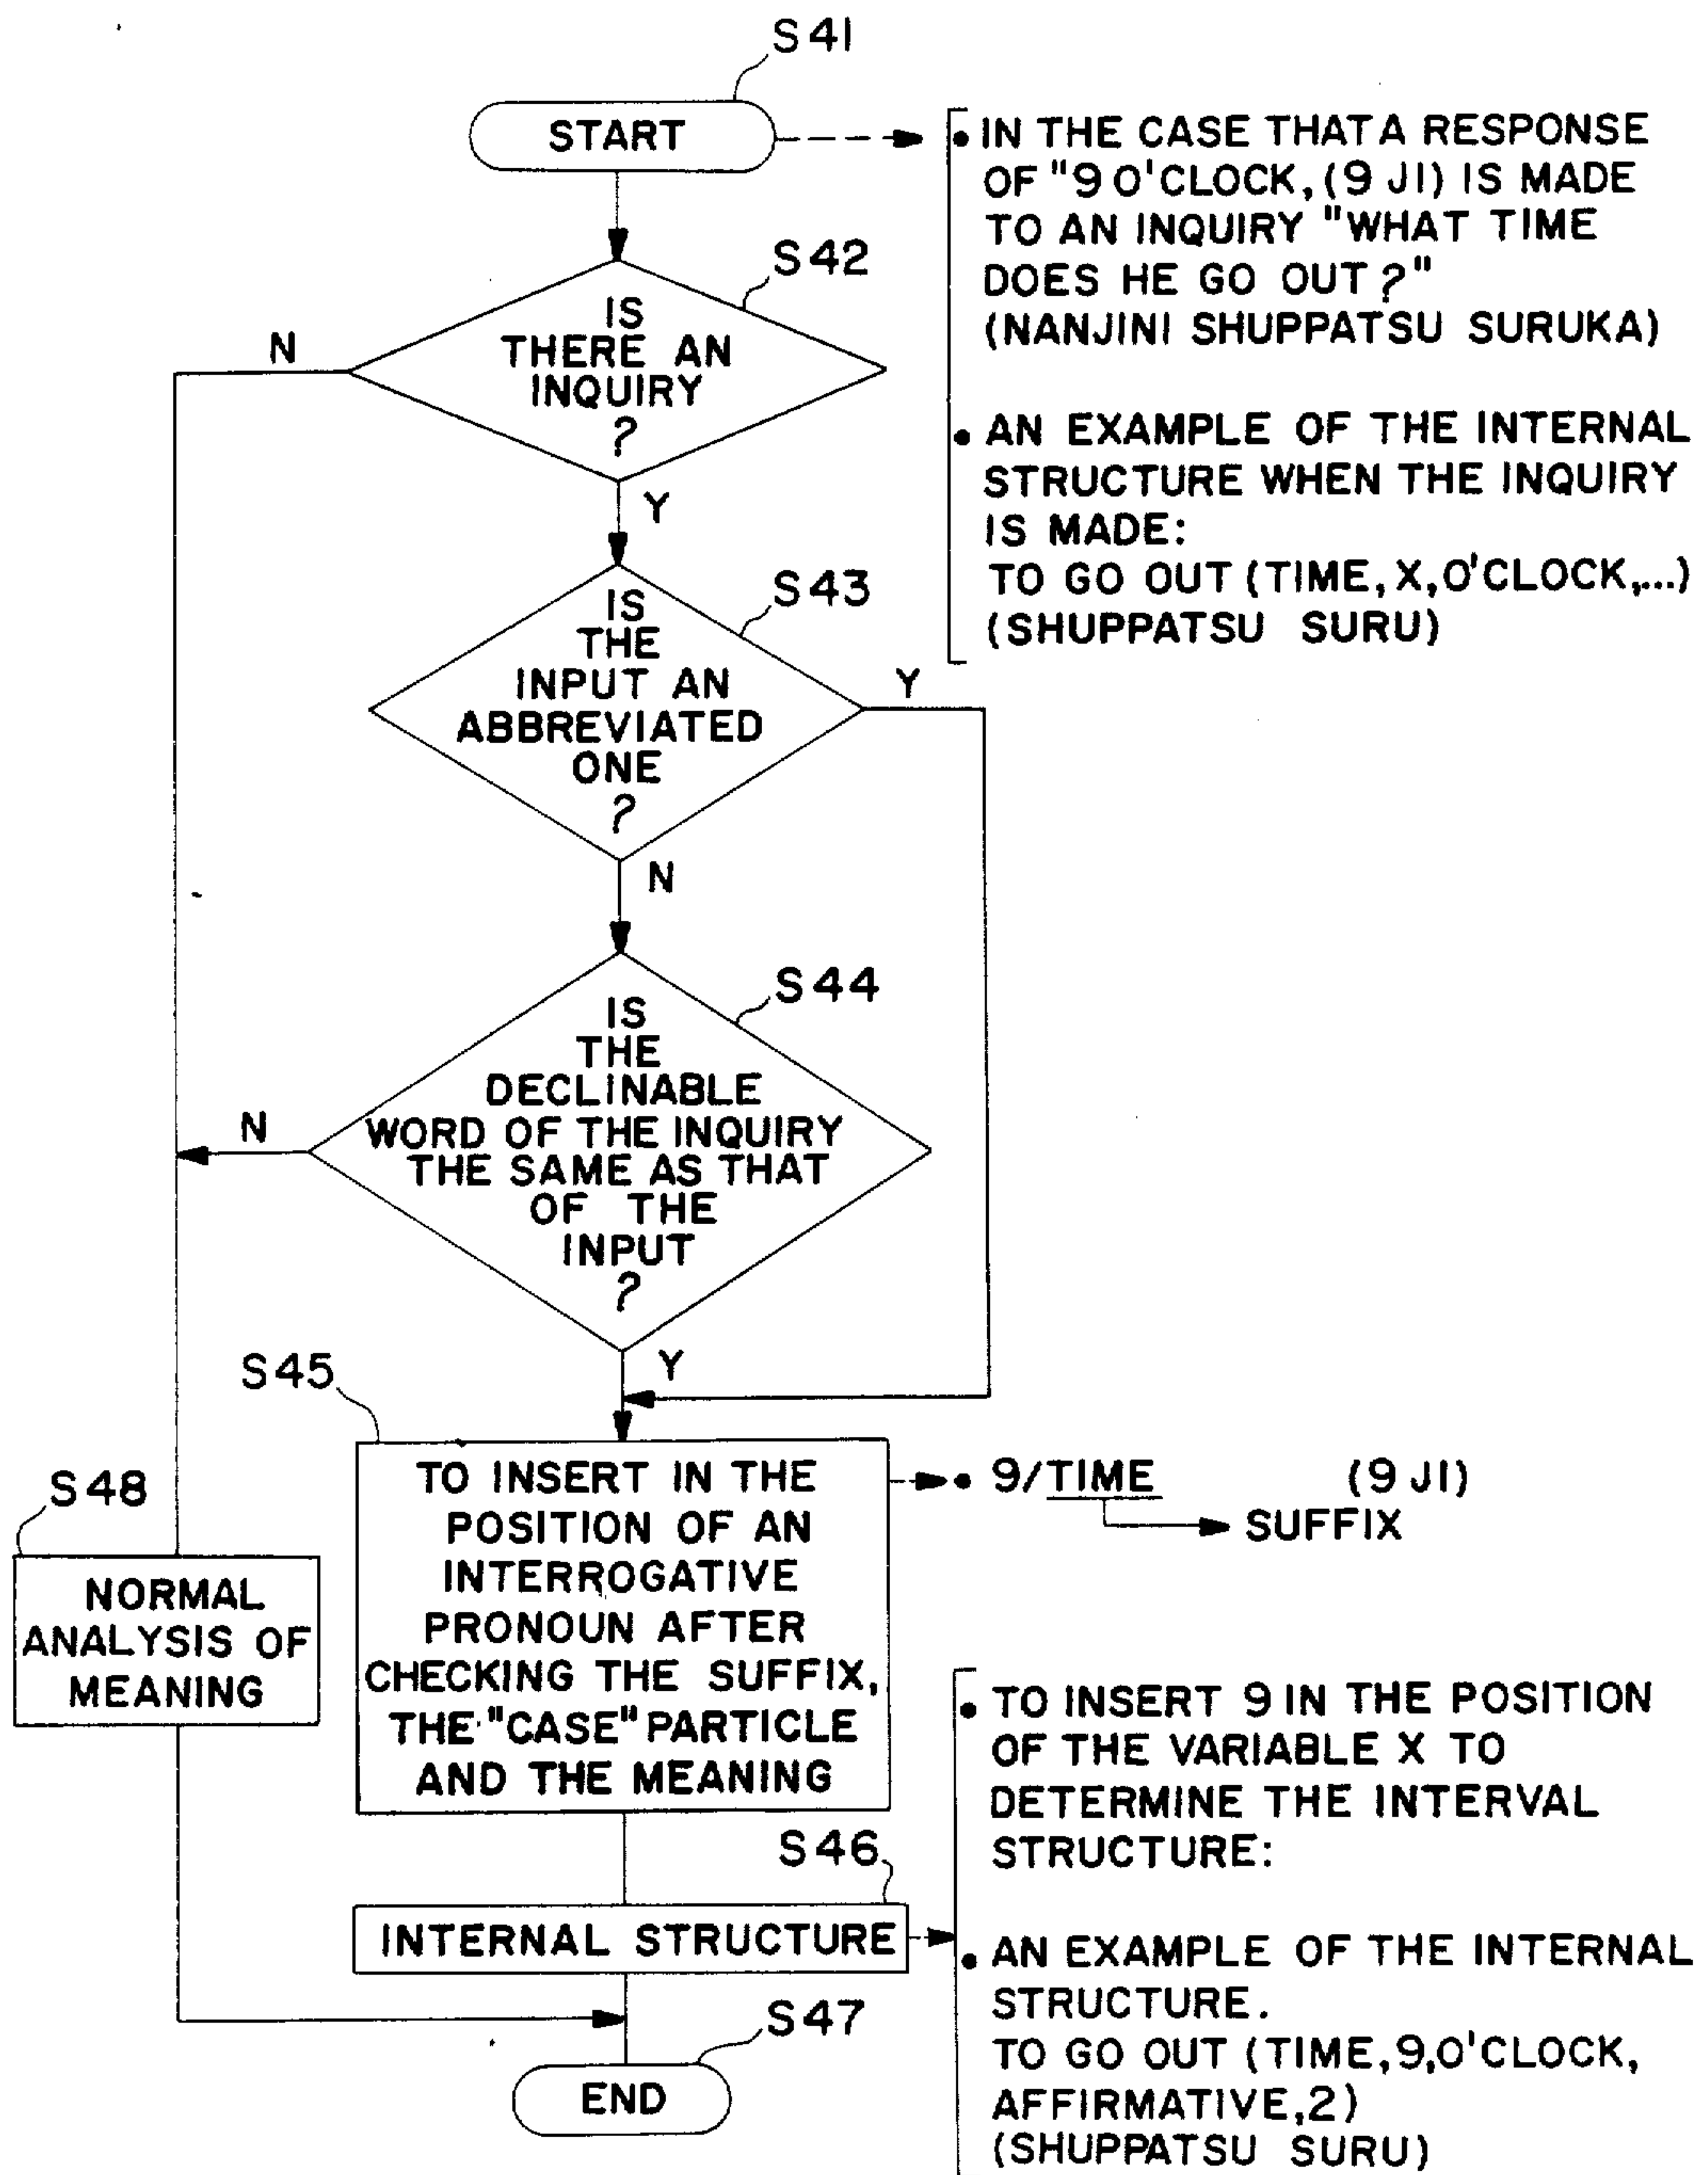 S41
START
• IN THE CASE THAT A RESPONSE
OF "9 O'CLOCK, (9 JI) IS MADE
TO AN INQUIRY "WHAT TIME
DOES HE GO OUT ?"
(NANJINI SHUPPATSU SURUKA)
• AN EXAMPLE OF THE INTERNAL
STRUCTURE WHEN THE INQUIRY
IS MADE:
TO GO OUT (TIME, X, O'CLOCK,...)
(SHUPPATSU SURU)
S42
IS
THERE AN
INQUIRY
?
N
Y
S43
IS
THE
INPUT AN
ABBREVIATED
ONE
?
Y
N
S44
IS
THE
DECLINABLE
WORD OF THE INQUIRY
THE SAME AS THAT
OF THE
INPUT
?
N
Y
S45
TO INSERT IN THE
POSITION OF AN
INTERROGATIVE
PRONOUN AFTER
CHECKING THE SUFFIX,
THE "CASE" PARTICLE
AND THE MEANING
• 9/TIME (9 JI)
SUFFIX
S48
NORMAL
ANALYSIS OF
MEANING
S46
INTERNAL STRUCTURE
• TO INSERT 9 IN THE POSITION
OF THE VARIABLE X TO
DETERMINE THE INTERVAL
STRUCTURE:
• AN EXAMPLE OF THE INTERNAL
STRUCTURE.
TO GO OUT (TIME, 9, O'CLOCK,
AFFIRMATIVE, 2)
(SHUPPATSU SURU)
S47
END